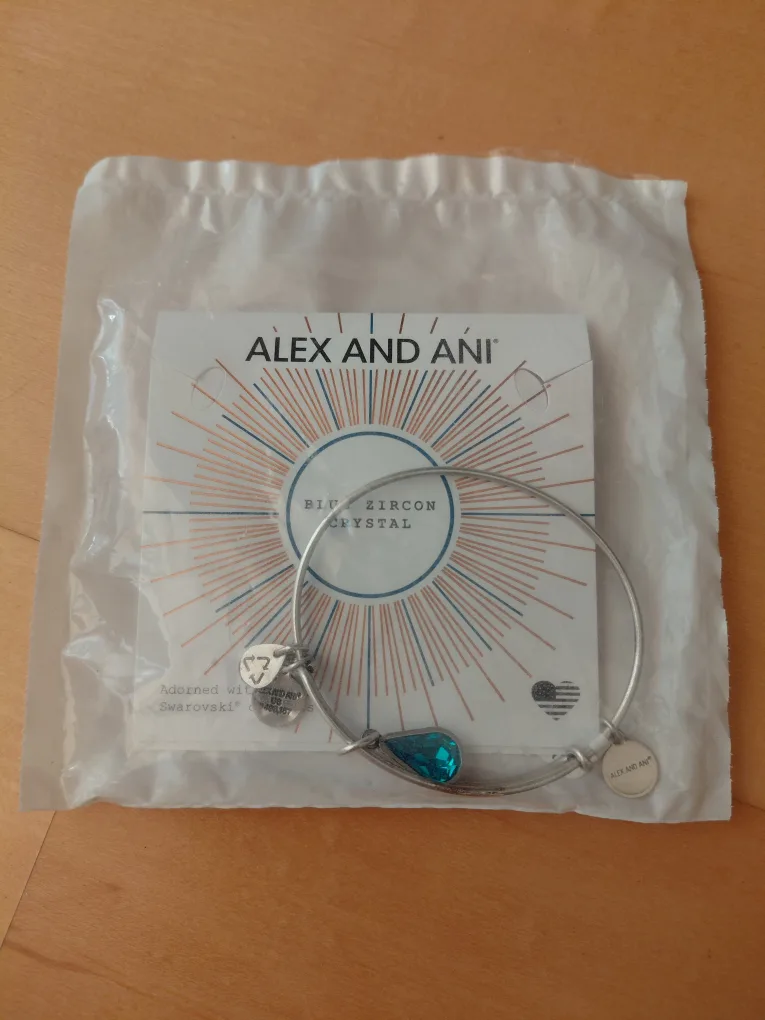 ALEX AND ANI®
BLUE ZIRCON
CRYSTAL
Adorned with
Swarovski®
ALEX AND ANI®